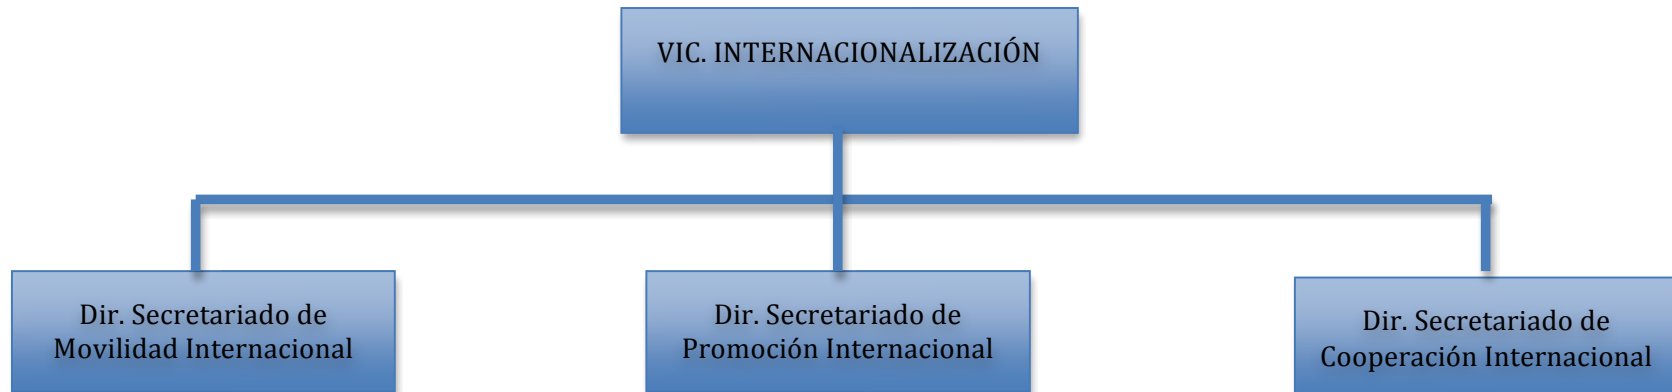 VIC. INTERNACIONALIZACIÓN
Dir. Secretariado de
Movilidad Internacional
Dir. Secretariado de
Promoción Internacional
Dir. Secretariado de
Cooperación Internacional